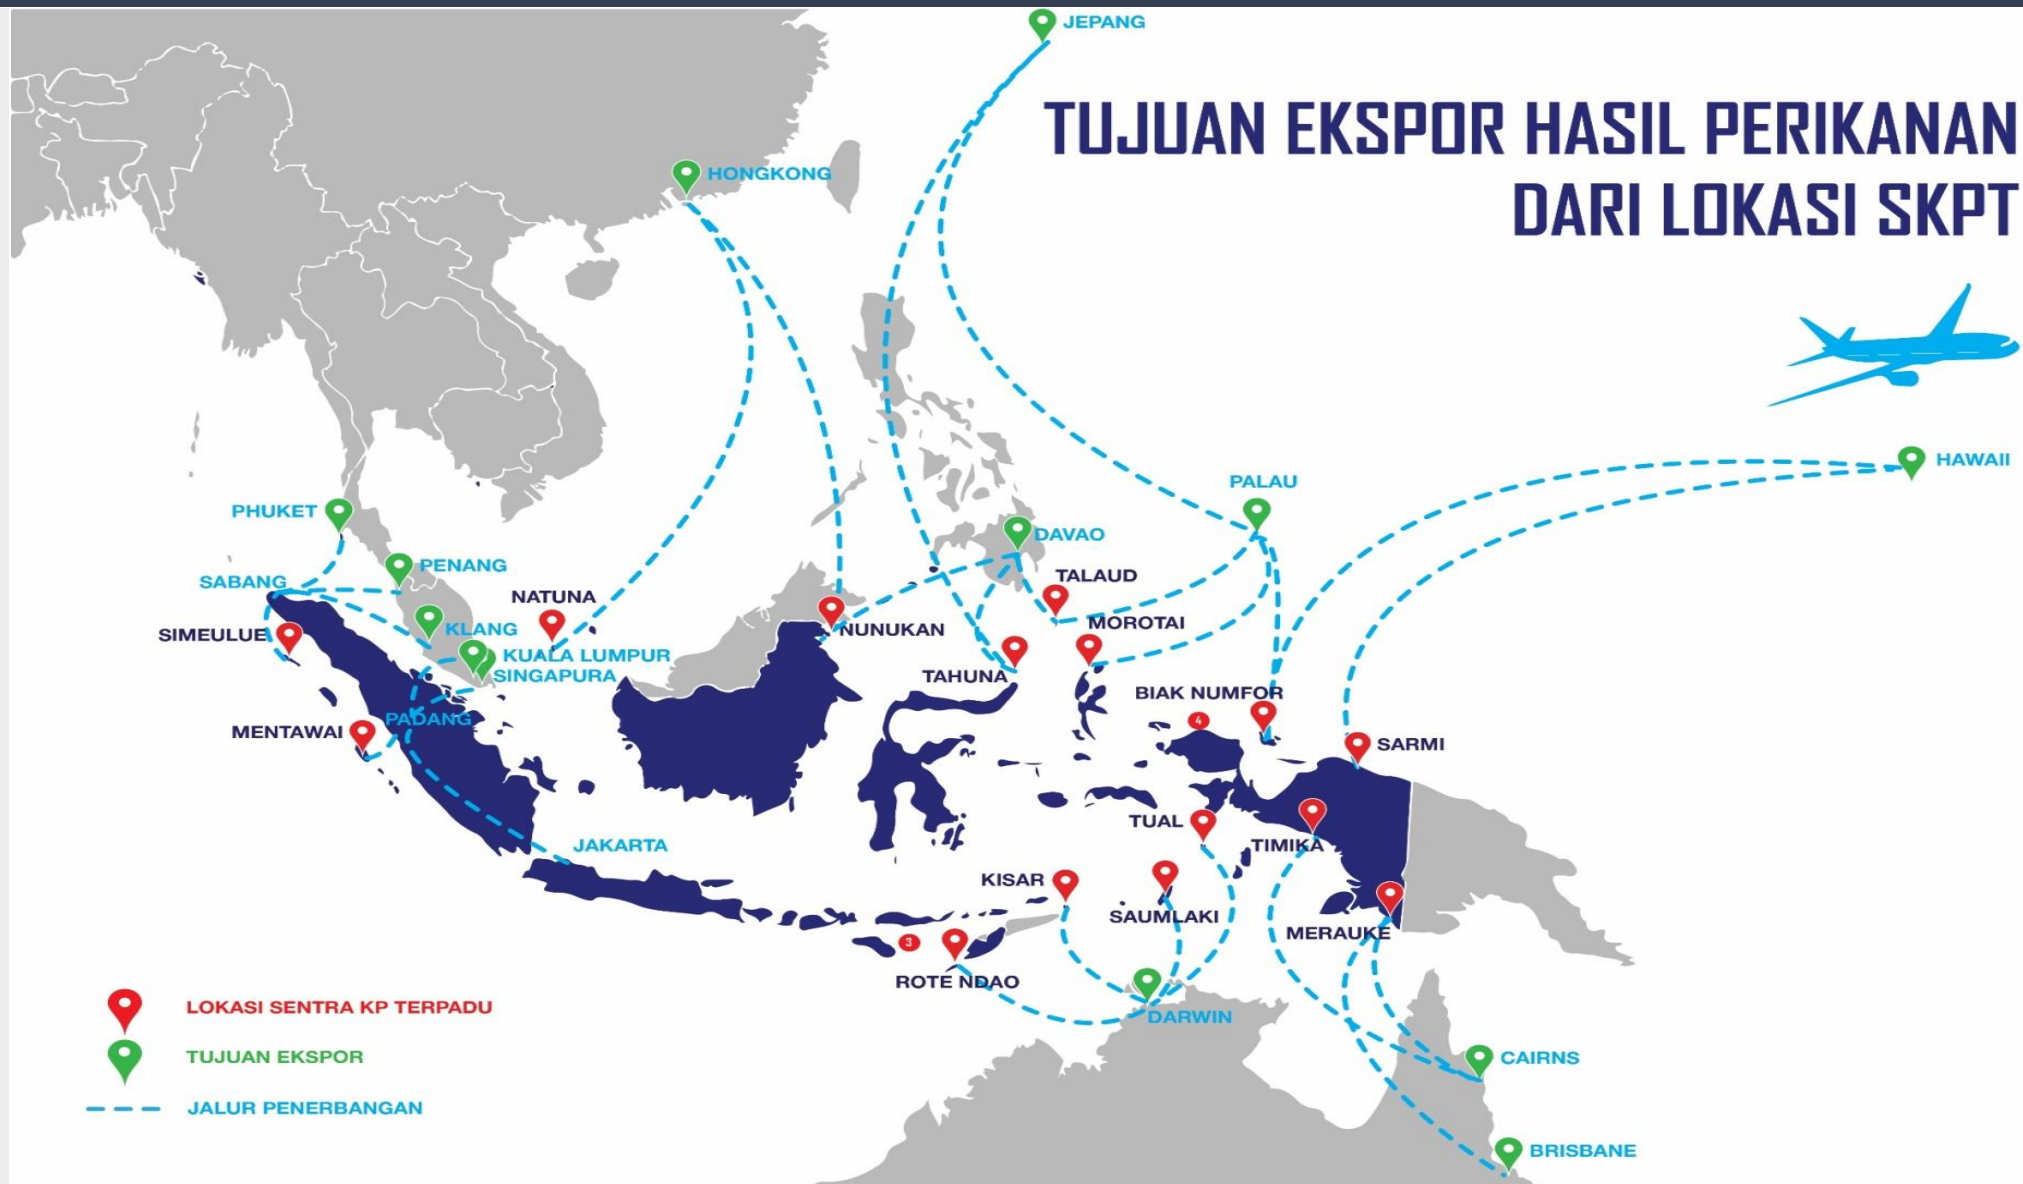 JEPANG
TUJUAN EKSPOR HASIL PERIKANAN
DARI LOKASI SKPT
HONGKONG
HAWAII
PALAU
PHUKET
DAVAO
PENANG
SABANG
TALAUD
NATUNA
MOROTAI
KLANG
NUNUKAN
SIMEULUE
KUALA LUMPUR
SINGAPURA
TAHUNA
BIAK NUMFOR
PADANG
4
MENTAWAI
SARMI
TUAL
JAKARTA
TIMIKA
KISAR
SAUMLAKI
MERAUKE
3
ROTE NDAO
LOKASI SENTRA KP TERPADU
DARWIN
TUJUAN EKSPOR
CAIRNS
JALUR PENERBANGAN
BRISBANE